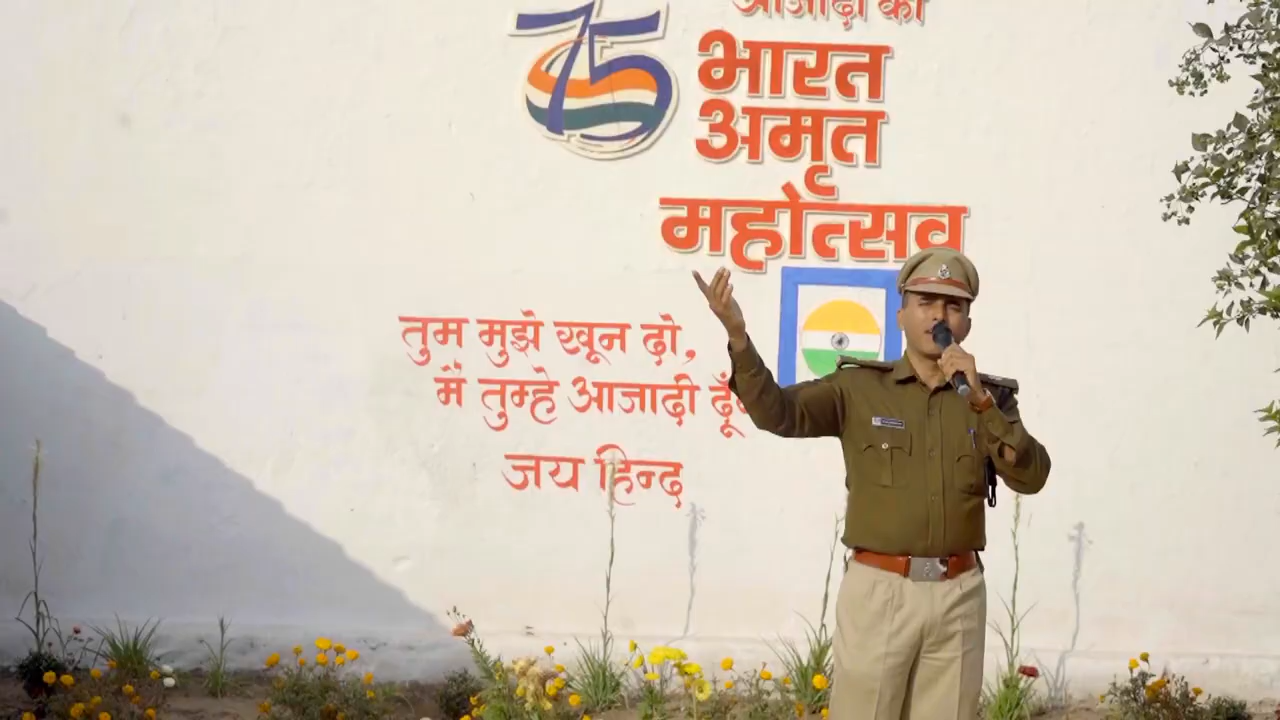 75
आजादी का
भारत
अमृत
महोत्सव
तुम मुझे खून दो,
में तुम्हे आजादी
जय हिन्द